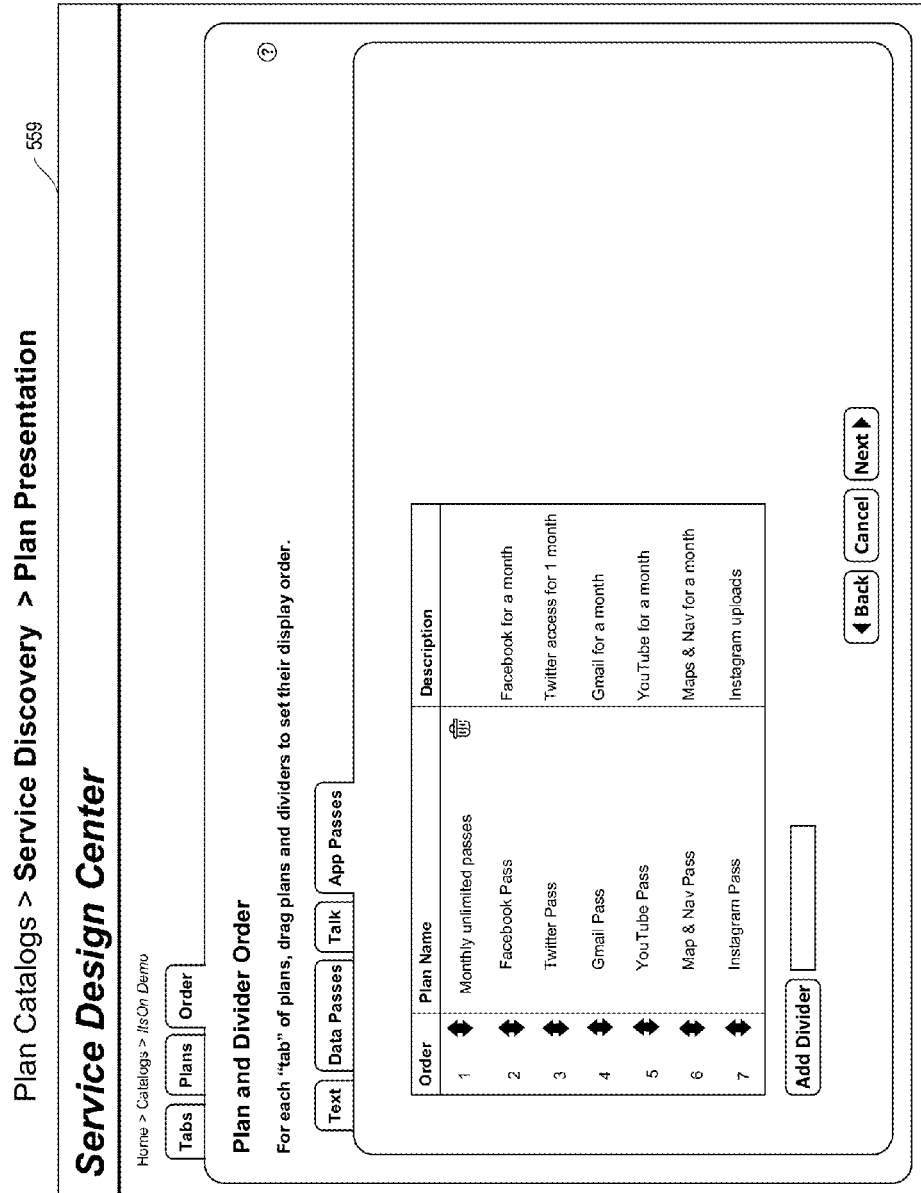 Plan Catalogs > Service Discovery > Plan Presentation
559
Service Design Center
Home > Catalogs > ItsOn Demo
Tabs Plans Order
Plan and Divider Order
?
For each "tab" of plans, drag plans and dividers to set their display order.
Text Data Passes Talk App Passes
Order Plan Name Description
1 Monthly unlimited passes
2 Facebook Pass Facebook for a month
3 Twitter Pass Twitter access for 1 month
4 Gmail Pass Gmail for a month
5 YouTube Pass YouTube for a month
6 Map & Nav Pass Maps & Nav for a month
7 Instagram Pass Instagram uploads
Add Divider
Back Cancel Next